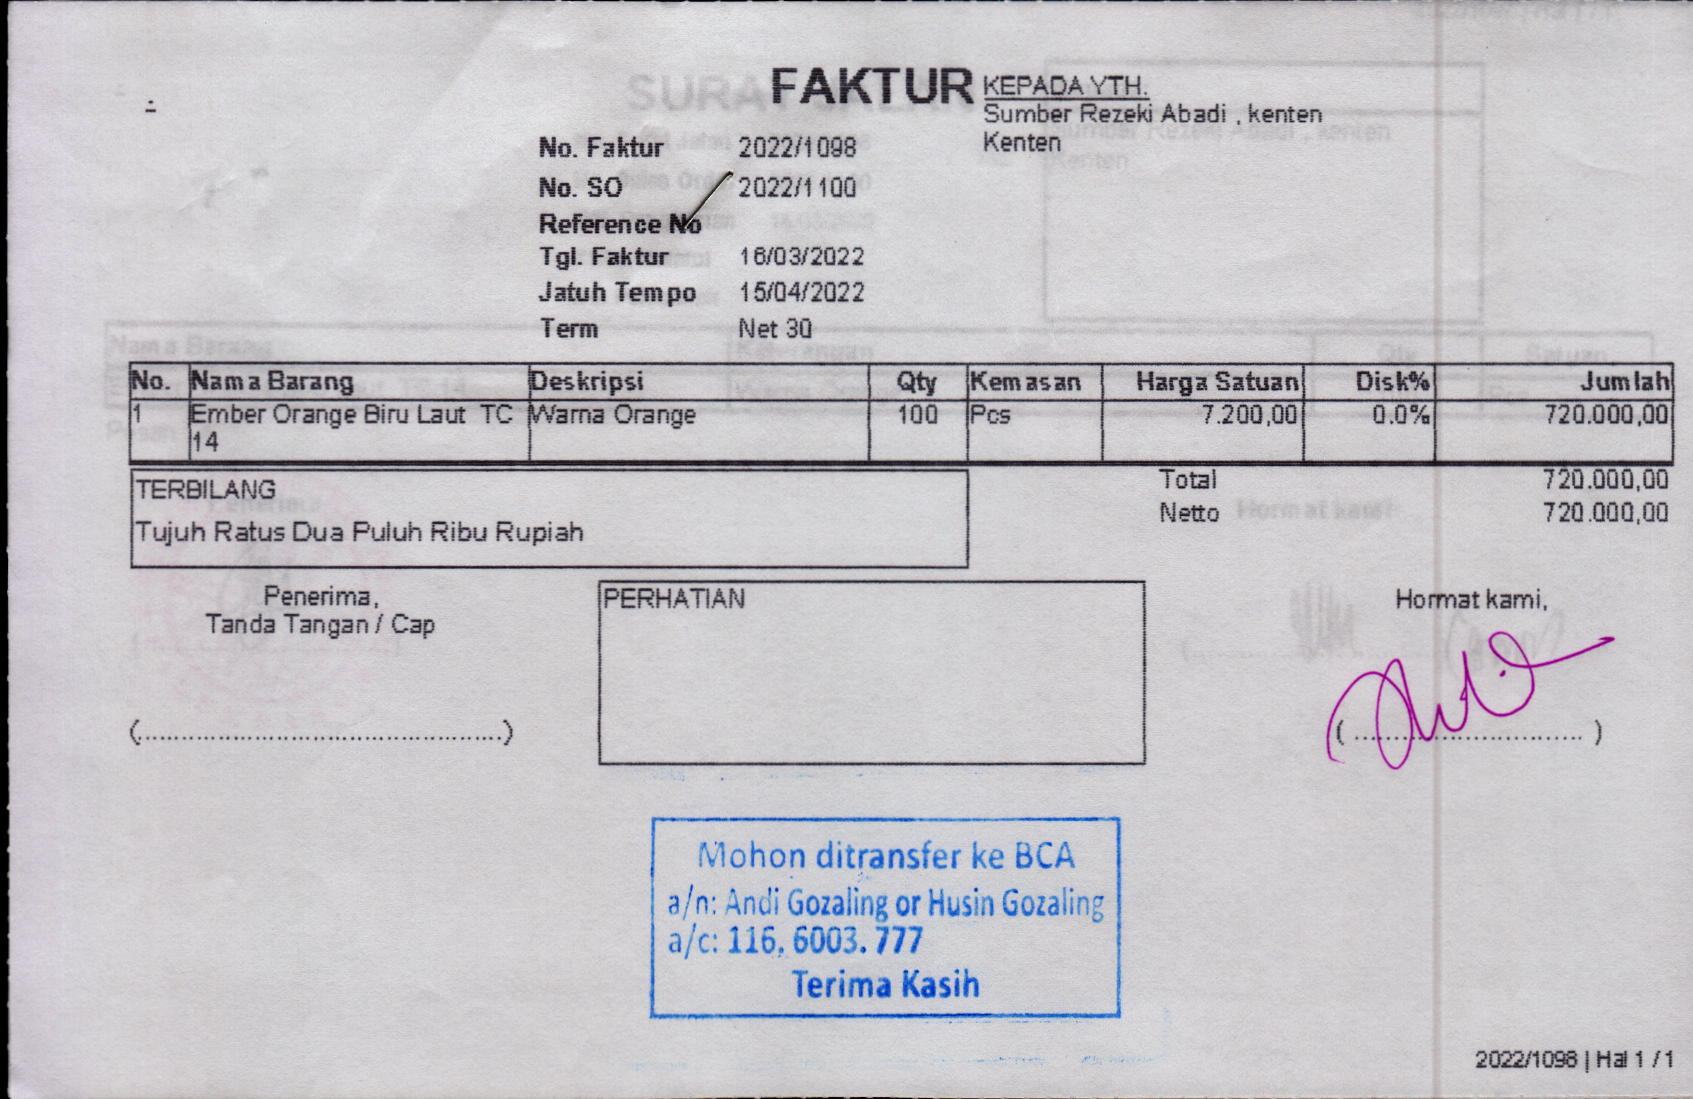 FAKTUR
KEPADA YTH.
Sumber Rezeki Abadi , kenten
Kenten
No. Faktur 2022/1098
No. SO 2022/1100
Reference No
Tgl. Faktur 16/03/2022
Jatuh Tempo 15/04/2022
Term Net 30
No. Nama Barang Deskripsi Qty Kemasan Harga Satuan Disk% Jumlah
1 Ember Orange Biru Laut TC Warna Orange 100 Pcs 7.200,00 0.0% 720.000,00
14
TERBILANG
Tujuh Ratus Dua Puluh Ribu Rupiah
Total 720.000,00
Netto 720.000,00
Penerima,
Tanda Tangan / Cap
PERHATIAN
Hormat kami,
Mohon ditransfer ke BCA
a/n: Andi Gozaling or Husin Gozaling
a/c: 116. 6003. 777
Terima Kasih
2022/1098 | Hal 1 / 1